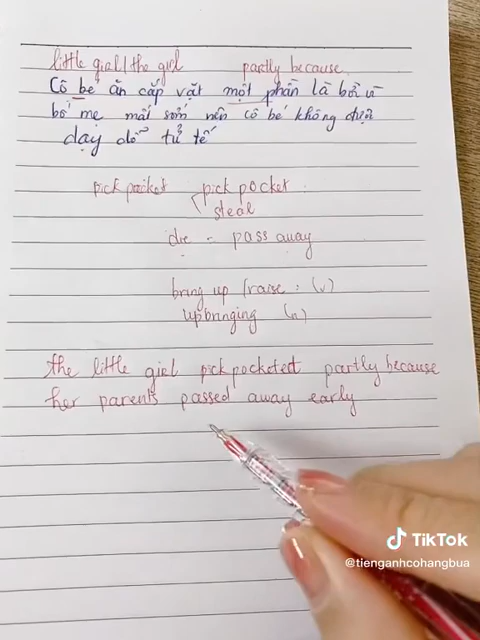 little girl / the girl partly because
Cô bé ăn cắp vặt một phần là bởi vì
bố mẹ mất sớm nên cô bé không được
dạy dỗ tử tế
pick pocket pick pocket
steal
die - pass away
bring up / raise : (v)
upbringing (n)
the little girl pickpocketed partly because
her parents passed away early
TikTok
@tienganhcohangbua